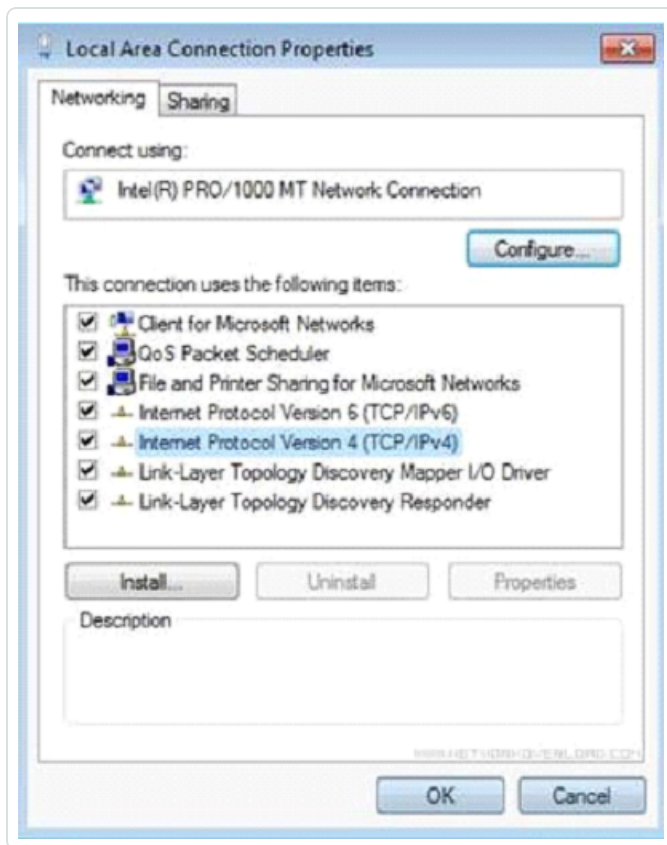 Local Area Connection Properties
Networking
Sharing
Connect using:
Intel(R) PRO/1000 MT Network Connection
Configure...
This connection uses the following items:
Client for Microsoft Networks
QoS Packet Scheduler
File and Printer Sharing for Microsoft Networks
Internet Protocol Version 6 (TCP/IPv6)
Internet Protocol Version 4 (TCP/IPv4)
Link-Layer Topology Discovery Mapper I/O Driver
Link-Layer Topology Discovery Responder
Install...
Uninstall
Properties
Description
OK
Cancel